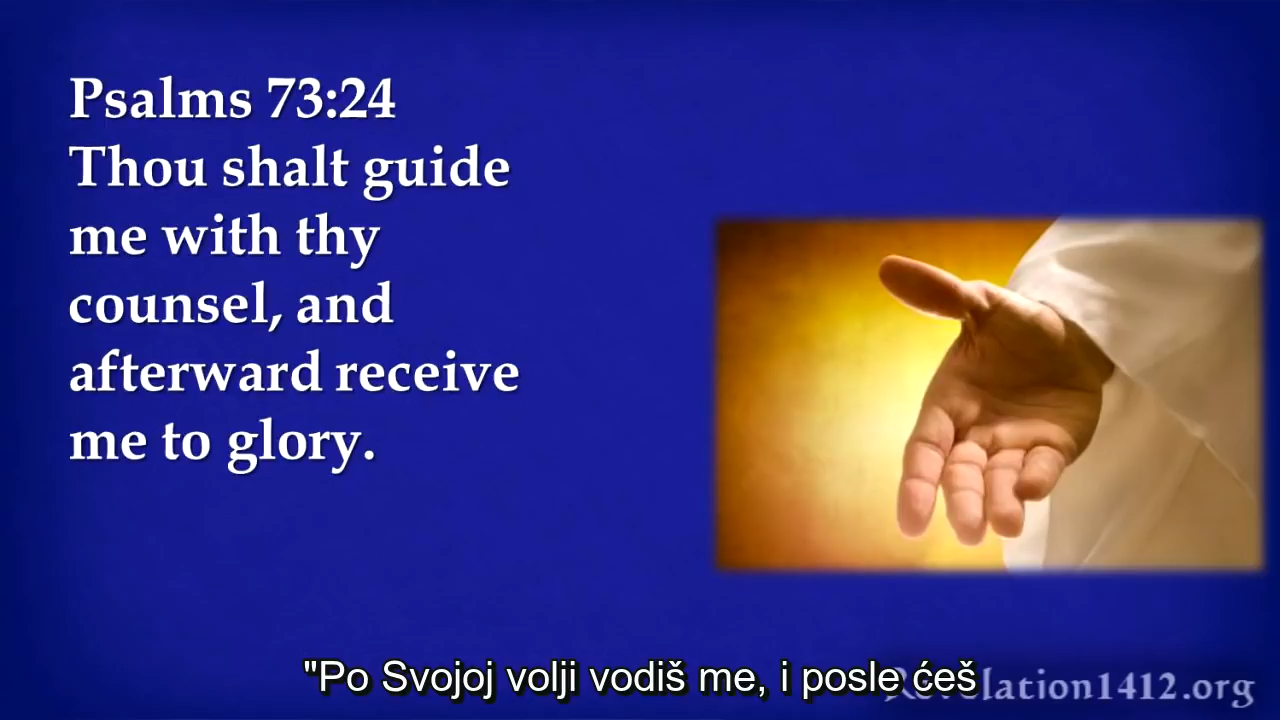 Psalms 73:24
Thou shalt guide
me with thy
counsel, and
afterward receive
me to glory.
"Po Svojoj volji vodiš me, i posle ćeš
Revelation1412.org